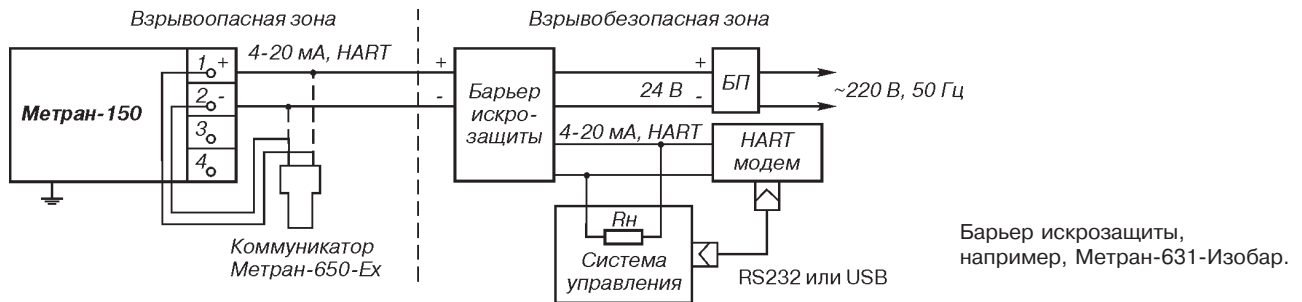 Взрывоопасная зона
Взрывобезопасная зона
4-20 мА, HART
Метран-150
1 +
2 -
3
4
+
-
Барьер
искро-
защиты
+
24 В
-
БП
~220 В, 50 Гц
4-20 мА, HART
HART
модем
Rн
Система
управления
RS232 или USB
Коммуникатор
Метран-650-Ех
Барьер искрозащиты,
например, Метран-631-Изобар.